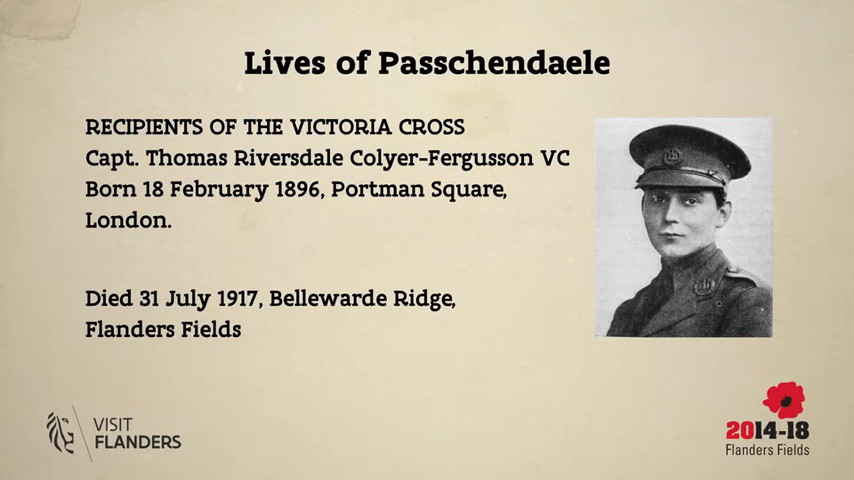 Lives of Passchendaele
RECIPIENTS OF THE VICTORIA CROSS
Capt. Thomas Riversdale Colyer-Fergusson VC
Born 18 February 1896, Portman Square,
London.
Died 31 July 1917, Bellewarde Ridge,
Flanders Fields
VISIT
FLANDERS
2014-18
Flanders Fields